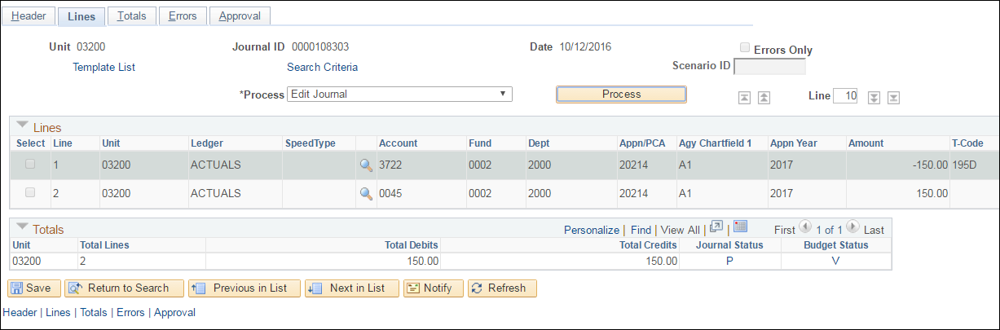 Header Lines Totals Errors Approval
Unit 03200 Journal ID 0000108303 Date 10/12/2016 Errors Only
Template List Search Criteria Scenario ID
*Process Edit Journal Process Line 10
Lines
Select Line Unit Ledger SpeedType Account Fund Dept Appn/PCA Agy Chartfield 1 Appn Year Amount T-Code
1 03200 ACTUALS 3722 0002 2000 20214 A1 2017 -150.00 195D
2 03200 ACTUALS 0045 0002 2000 20214 A1 2017 150.00
Totals Personalize | Find | View All | | First 1 of 1 Last
Unit Total Lines Total Debits Total Credits Journal Status Budget Status
03200 2 150.00 150.00 P V
Save Return to Search Previous in List Next in List Notify Refresh
Header | Lines | Totals | Errors | Approval